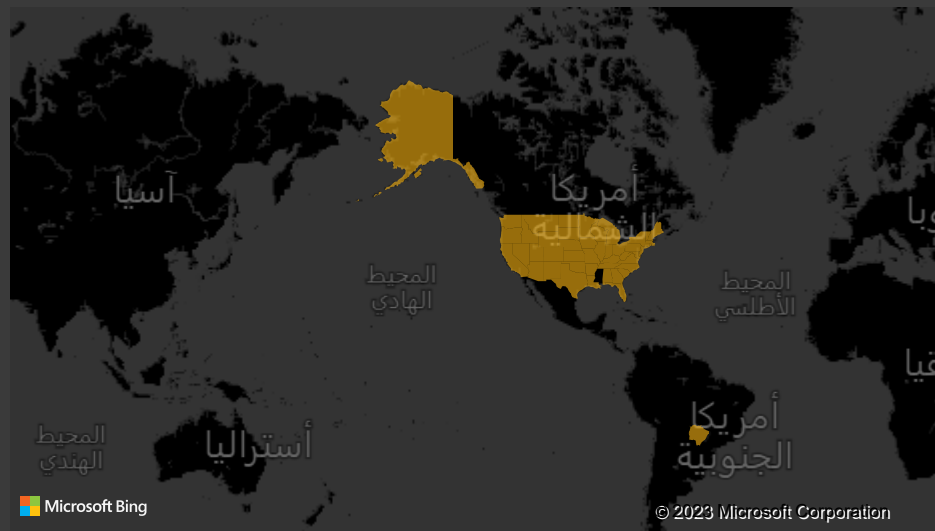 آسيا
أمريكا
الشمالية
المحيط
الهادي
المحيط
الأطلسي
أمريكا
الجنوبية
المحيط
الهندي
أستراليا
Microsoft Bing
© 2023 Microsoft Corporation